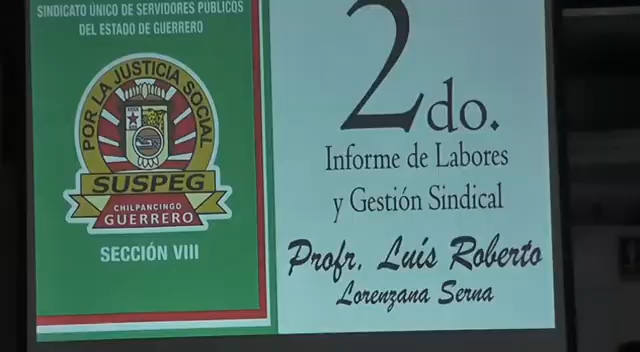 SINDICATO ÚNICO DE SERVIDORES PÚBLICOS
DEL ESTADO DE GUERRERO
POR LA JUSTICIA SOCIAL
SUSPEG
CHILPANCINGO
GUERRERO
SECCIÓN VIII
2do.
Informe de Labores
y Gestión Sindical
Profr. Luís Roberto
Lorenzana Serna